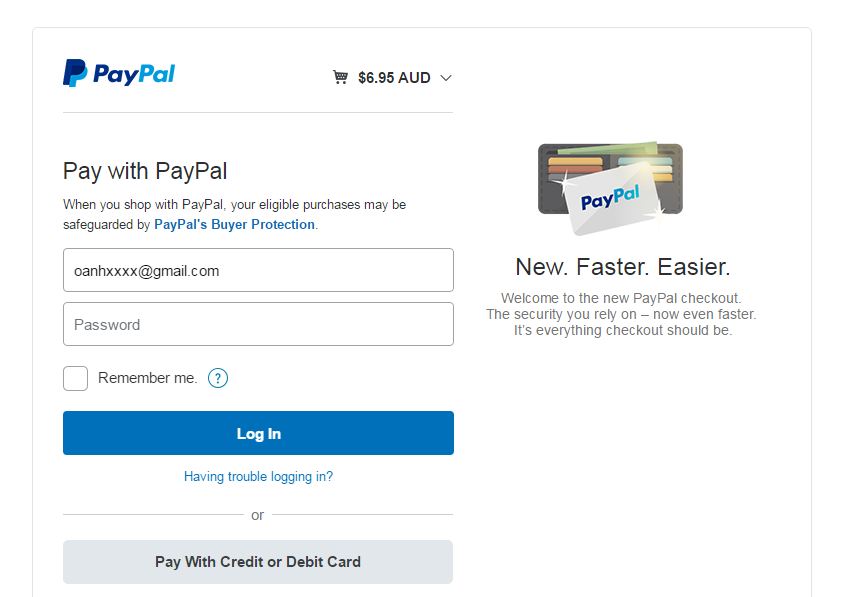 PayPal
$6.95 AUD
Pay with PayPal
When you shop with PayPal, your eligible purchases may be
safeguarded by PayPal's Buyer Protection.
oanhxxxx@gmail.com
Password
Remember me. ?
Log In
Having trouble logging in?
or
Pay With Credit or Debit Card
PayPal
New. Faster. Easier.
Welcome to the new PayPal checkout.
The security you rely on – now even faster.
It's everything checkout should be.